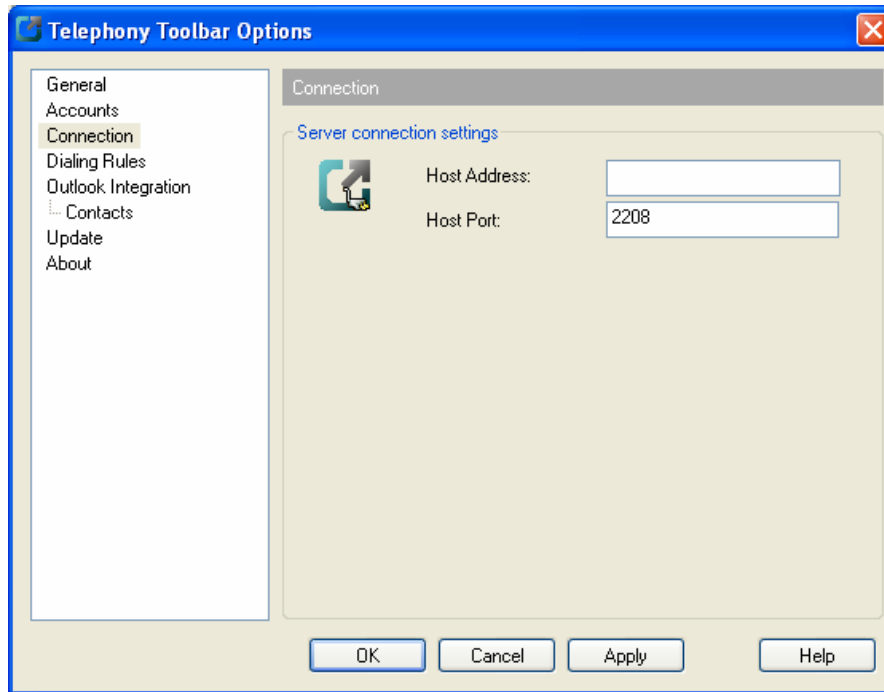 Telephony Toolbar Options
General
Accounts
Connection
Dialing Rules
Outlook Integration
Contacts
Update
About
Connection
Server connection settings
Host Address:
Host Port: 2208
OK Cancel Apply Help